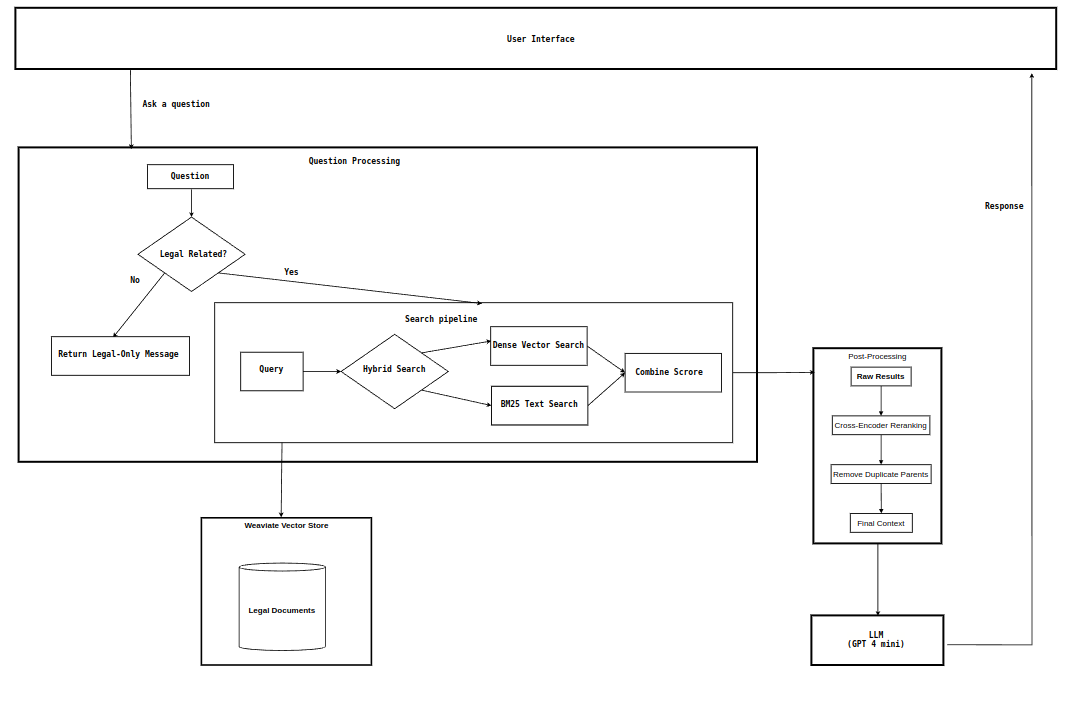 User Interface
Ask a question
Question Processing
Question
Legal Related?
No
Yes
Return Legal-Only Message
Search pipeline
Query
Hybrid Search
Dense Vector Search
BM25 Text Search
Combine Scrore
Response
Post-Processing
Raw Results
Cross-Encoder Reranking
Remove Duplicate Parents
Final Context
Weaviate Vector Store
Legal Documents
LLM
(GPT 4 mini)